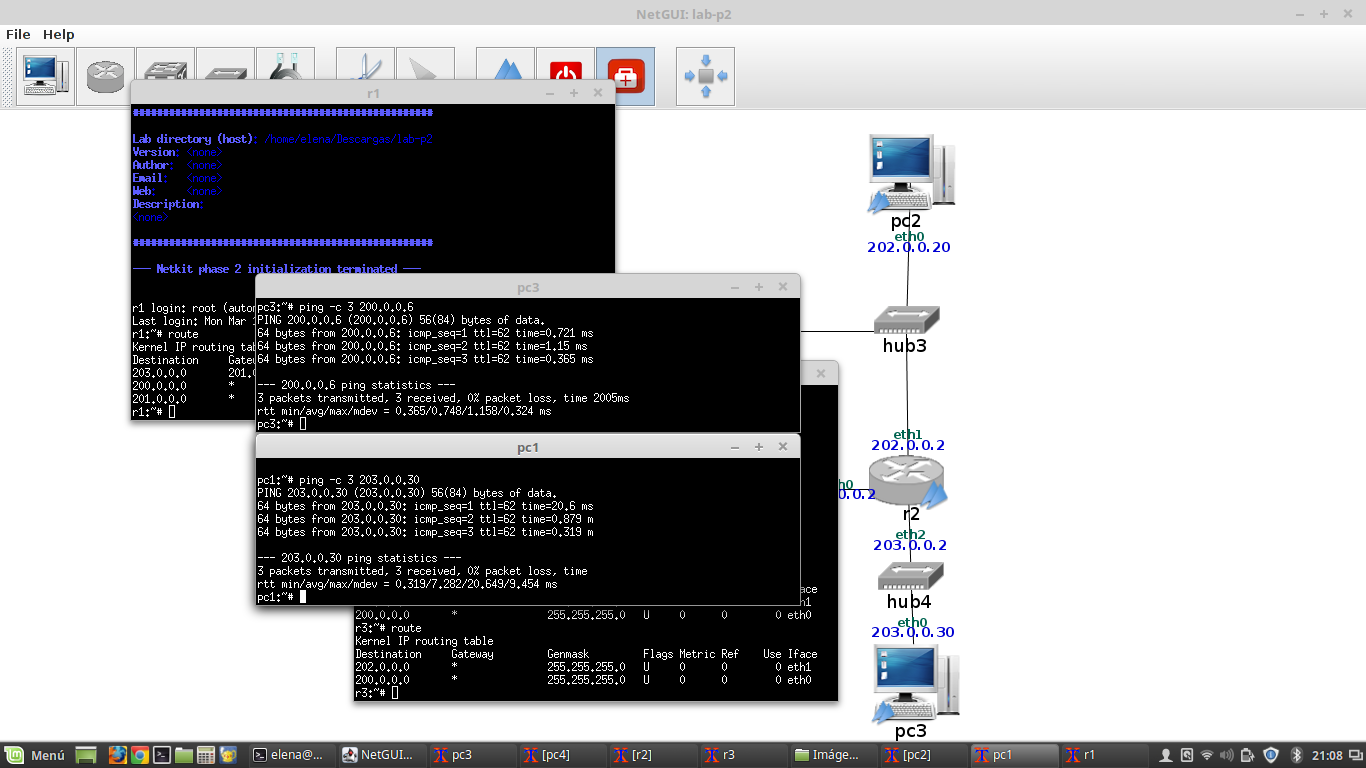 NetGUI: lab-p2
File Help
r1
################################################
Lab directory (host): /home/elena/Descargas/lab-p2
Version: <none>
Author: <none>
Email: <none>
Web: <none>
Description:
<none>
################################################
--- Netkit phase 2 initialization terminated ---
r1 login: root
Last login: Mon Mar
r1:~# route
Kernel IP routing
Destination
203.0.0.0 201.
200.0.0.0 *
201.0.0.0 *
r1:~#
pc3
pc3:~# ping -c 3 200.0.0.6
PING 200.0.0.6 (200.0.0.6) 56(84) bytes of data.
64 bytes from 200.0.0.6: icmp_seq=1 ttl=62 time=0.721 ms
64 bytes from 200.0.0.6: icmp_seq=2 ttl=62 time=1.15 ms
64 bytes from 200.0.0.6: icmp_seq=3 ttl=62 time=0.365 ms
--- 200.0.0.6 ping statistics ---
3 packets transmitted, 3 received, 0% packet loss, time 2005ms
rtt min/avg/max/mdev = 0.365/0.748/1.158/0.324 ms
pc3:~#
pc1
pc1:~# ping -c 3 203.0.0.30
PING 203.0.0.30 (203.0.0.30) 56(84) bytes of data.
64 bytes from 203.0.0.30: icmp_seq=1 ttl=62 time=20.6 ms
64 bytes from 203.0.0.30: icmp_seq=2 ttl=62 time=0.879 m
64 bytes from 203.0.0.30: icmp_seq=3 ttl=62 time=0.319 m
--- 203.0.0.30 ping statistics ---
3 packets transmitted, 3 received, 0% packet loss, time
rtt min/avg/max/mdev = 0.319/7.282/20.649/9.454 ms
pc1:~#
200.0.0.0 * 255.255.255.0 U 0 0 0 eth0
r3:~# route
Kernel IP routing table
Destination Gateway Genmask Flags Metric Ref Use Iface
202.0.0.0 * 255.255.255.0 U 0 0 0 eth1
200.0.0.0 * 255.255.255.0 U 0 0 0 eth0
r3:~#
pc2
eth0
202.0.0.20
hub3
eth1
202.0.0.2
h0
0.0.2
r2
eth2
203.0.0.2
hub4
eth0
203.0.0.30
pc3
Menú
elena@...
NetGUI...
pc3
[pc4]
[r2]
r3
Imáge...
[pc2]
pc1
r1
21:08